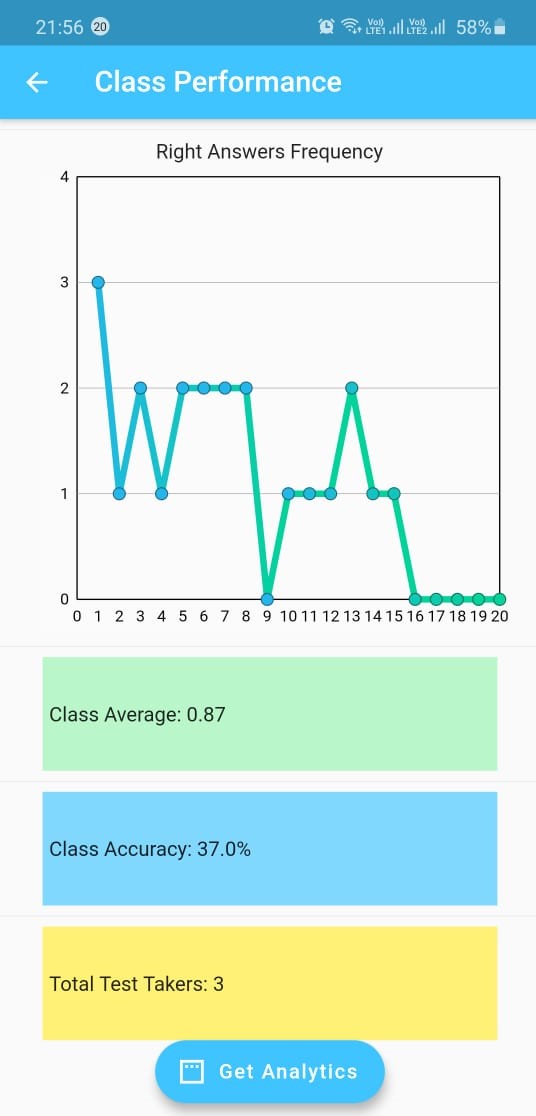 21:56 20 Vo) LTE1 Vo) LTE2 58%
Class Performance
Right Answers Frequency
4
3
2
1
0
0 1 2 3 4 5 6 7 8 9 10 11 12 13 14 15 16 17 18 19 20
Class Average: 0.87
Class Accuracy: 37.0%
Total Test Takers: 3
Get Analytics